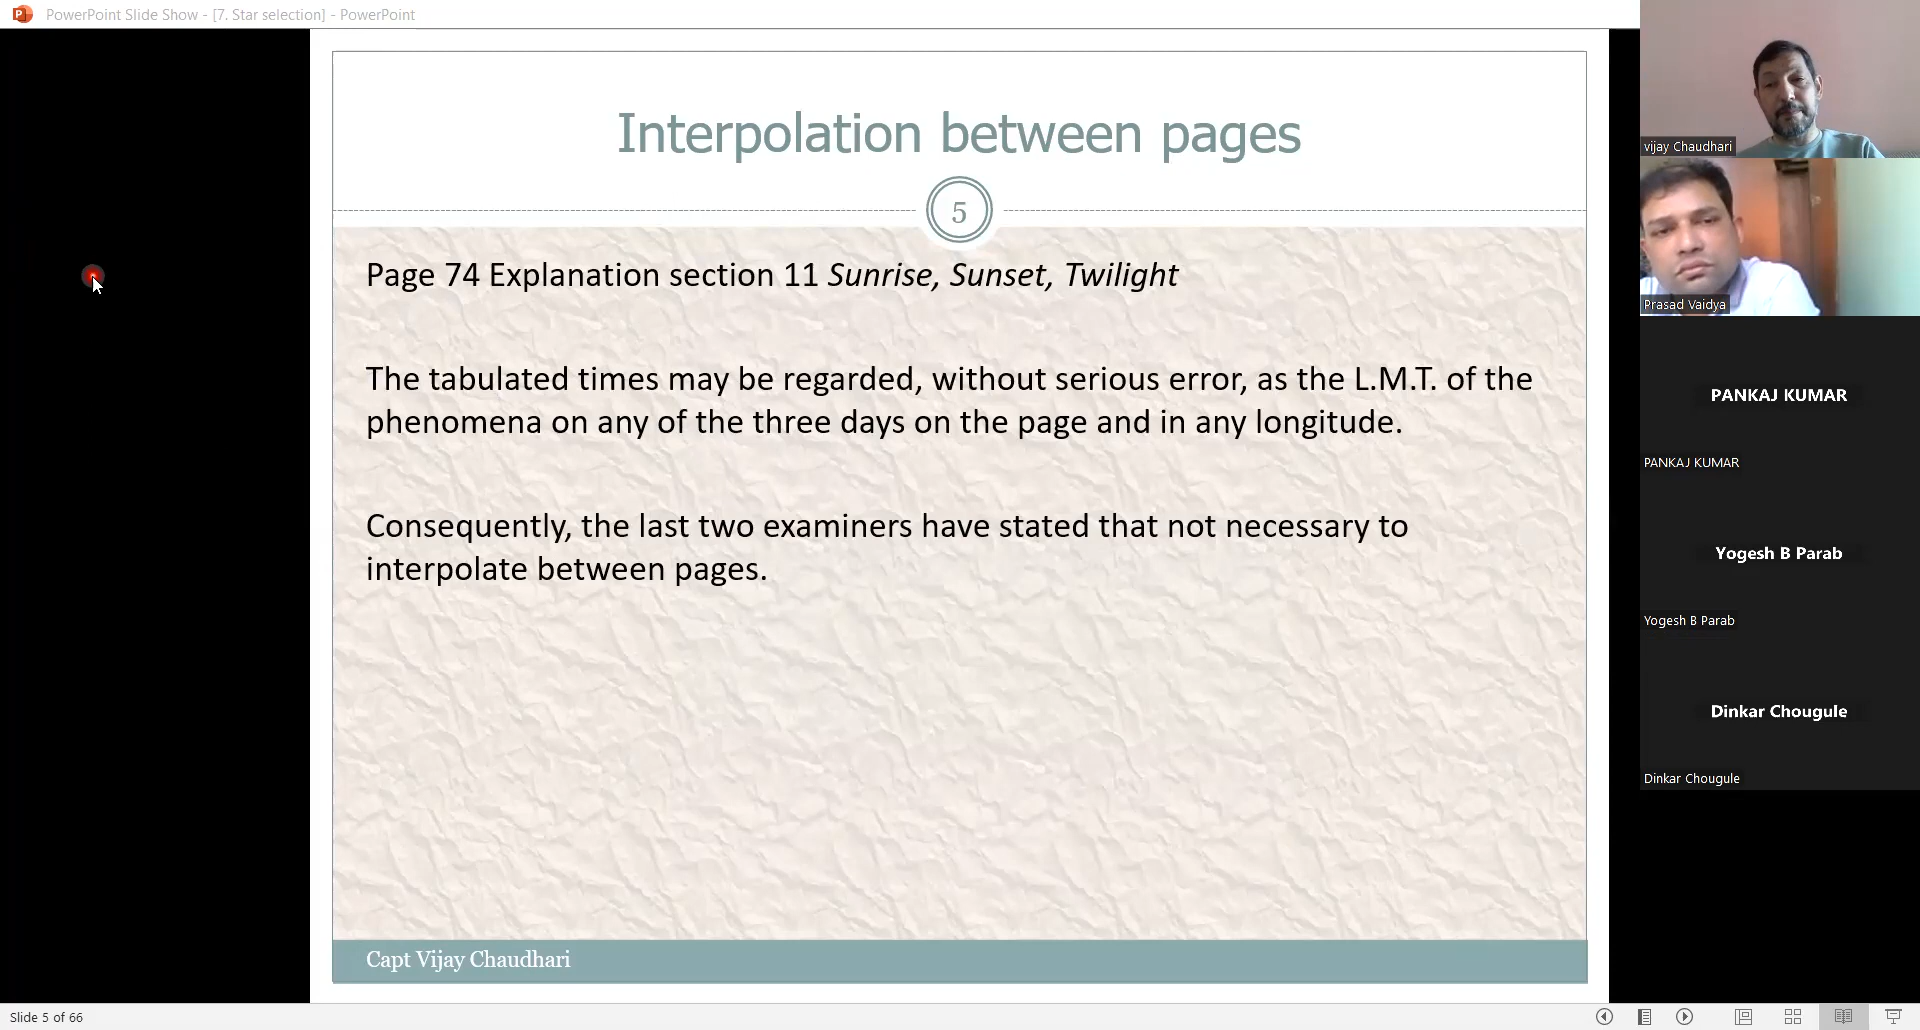 PowerPoint Slide Show - [7. Star selection] - PowerPoint
Interpolation between pages
5
Page 74 Explanation section 11 Sunrise, Sunset, Twilight
The tabulated times may be regarded, without serious error, as the L.M.T. of the
phenomena on any of the three days on the page and in any longitude.
Consequently, the last two examiners have stated that not necessary to
interpolate between pages.
Capt Vijay Chaudhari
Slide 5 of 66
vijay Chaudhari
Prasad Vaidya
PANKAJ KUMAR
PANKAJ KUMAR
Yogesh B Parab
Yogesh B Parab
Dinkar Chougule
Dinkar Chougule